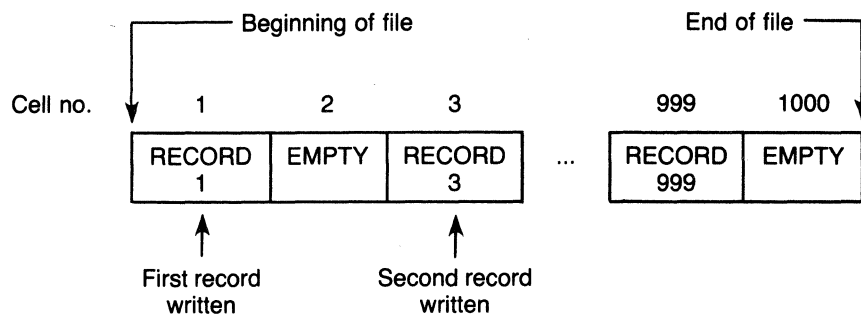 Beginning of file End of file
Cell no. 1 2 3 999 1000
RECORD EMPTY RECORD ... RECORD EMPTY
1 3 999
First record Second record
written written